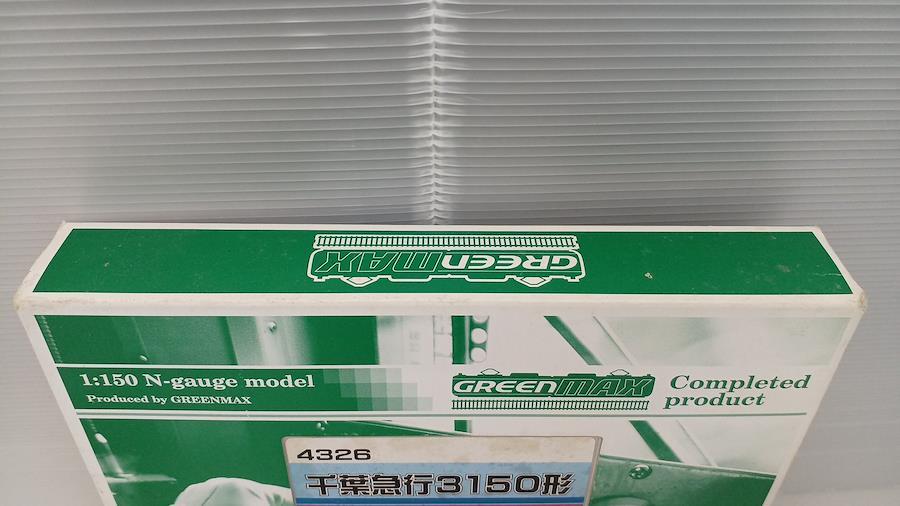 GREENMAX
1:150 N-gauge model
Produced by GREENMAX
GREENMAX
Completed
product
4326
千葉急行3150形